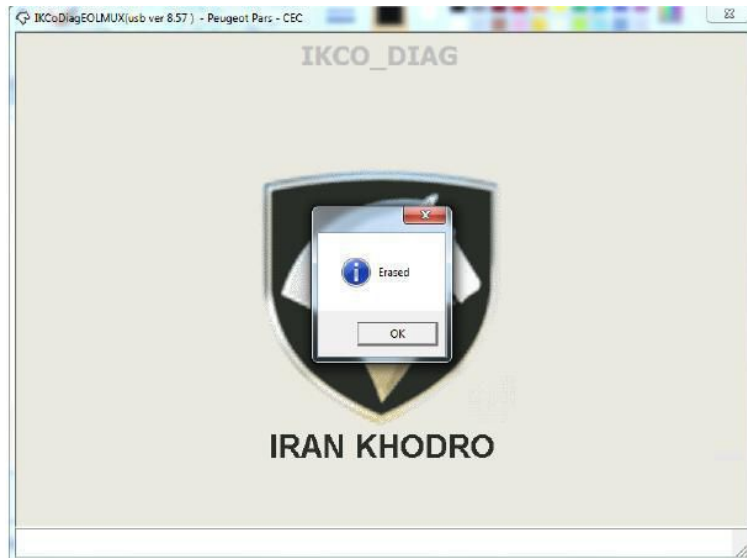 IKCoDiagEOLMUX(usb ver 8.57 ) - Peugeot Pars - CEC
IKCO_DIAG
Erased
OK
IRAN KHODRO